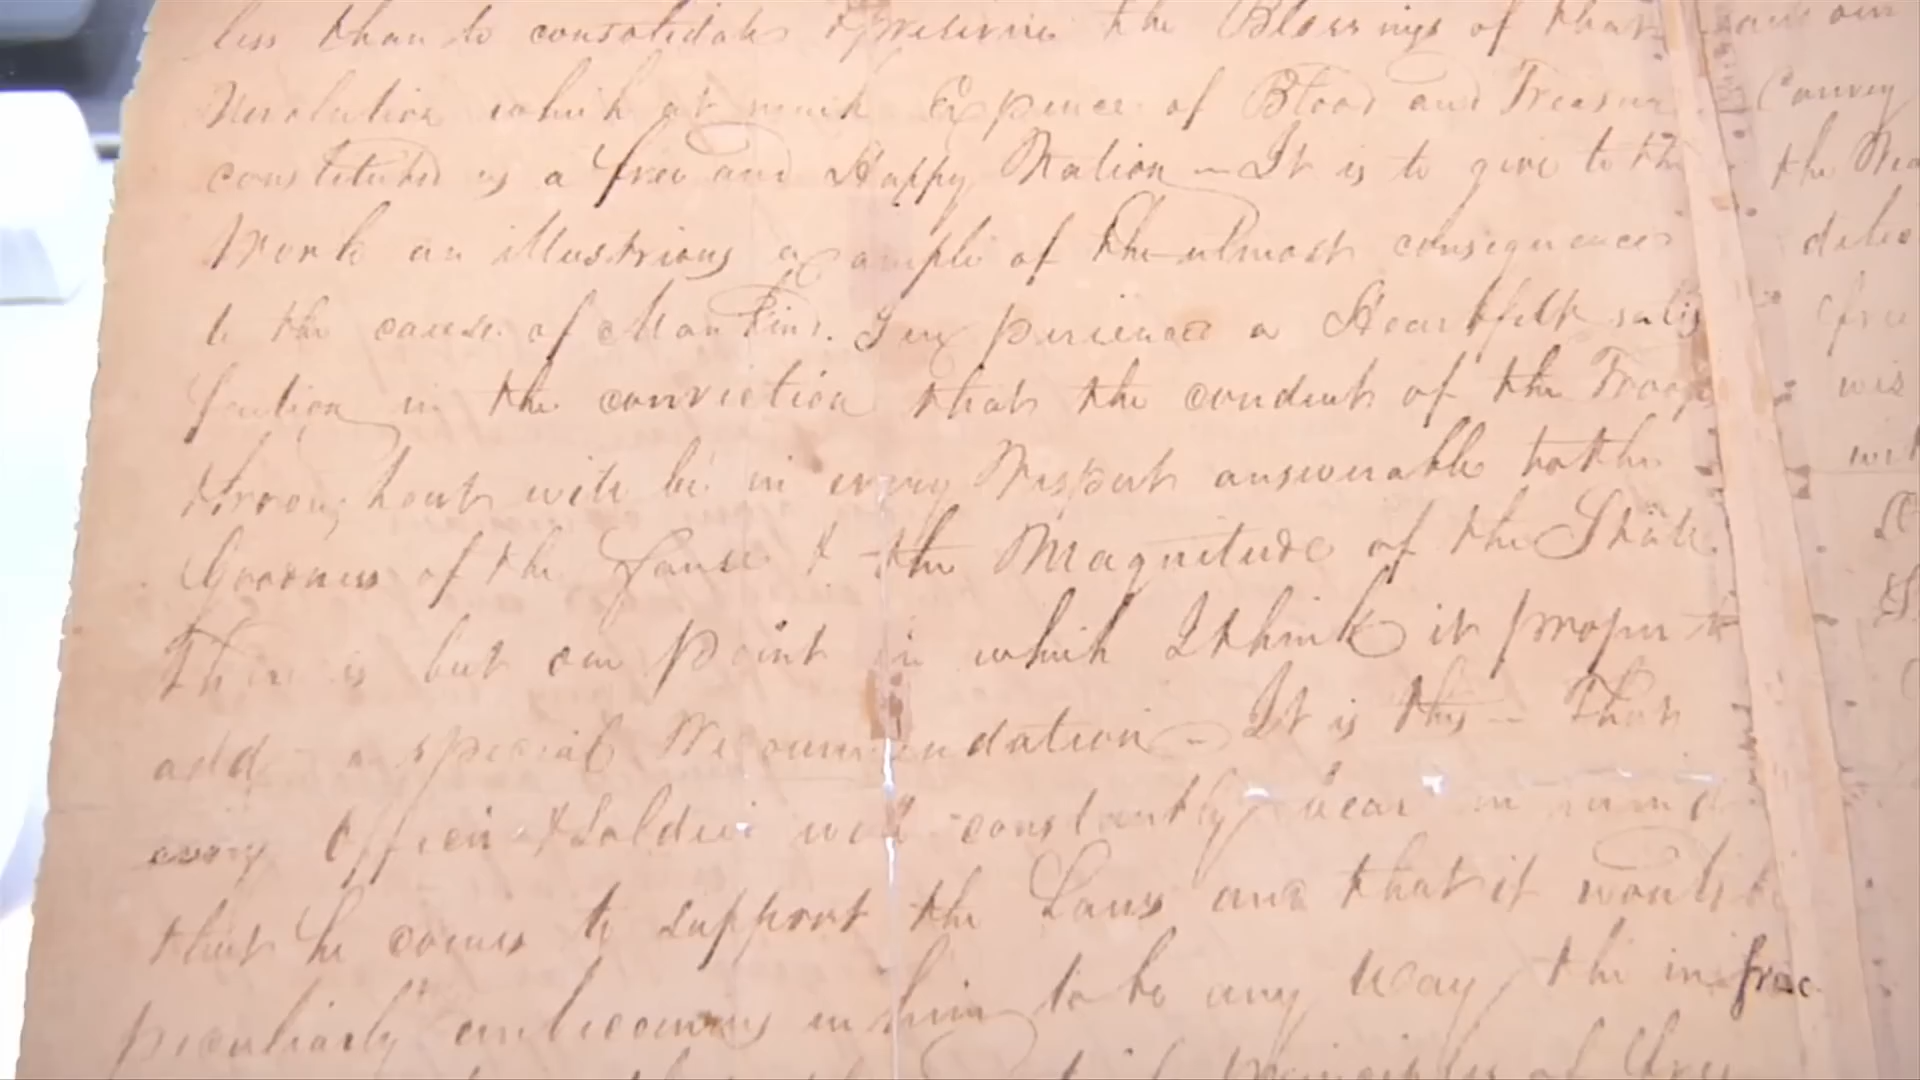 less than to consolidate & preserve the Blessings of that
Revolution which at much Expence of Blood and Treasure
constituted us a free and Happy Nation — It is to give to the
World an illustrious example of the utmost consequences
to the cause of Mankind. I experience a Heartfelt satis
faction in the conviction that the conduct of the Troops
throughout will be in every Respect answerable to the
Goodness of the Cause & the Magnitude of the Stake.
There is but one point in which I think it proper to
add a special Recommendation — It is this — That
every Officer & Soldier will constantly bear in mind
that he comes to support the Laws and that it would be
peculiarly unbecoming in him to be any way the infrac
principles of
Convey
the